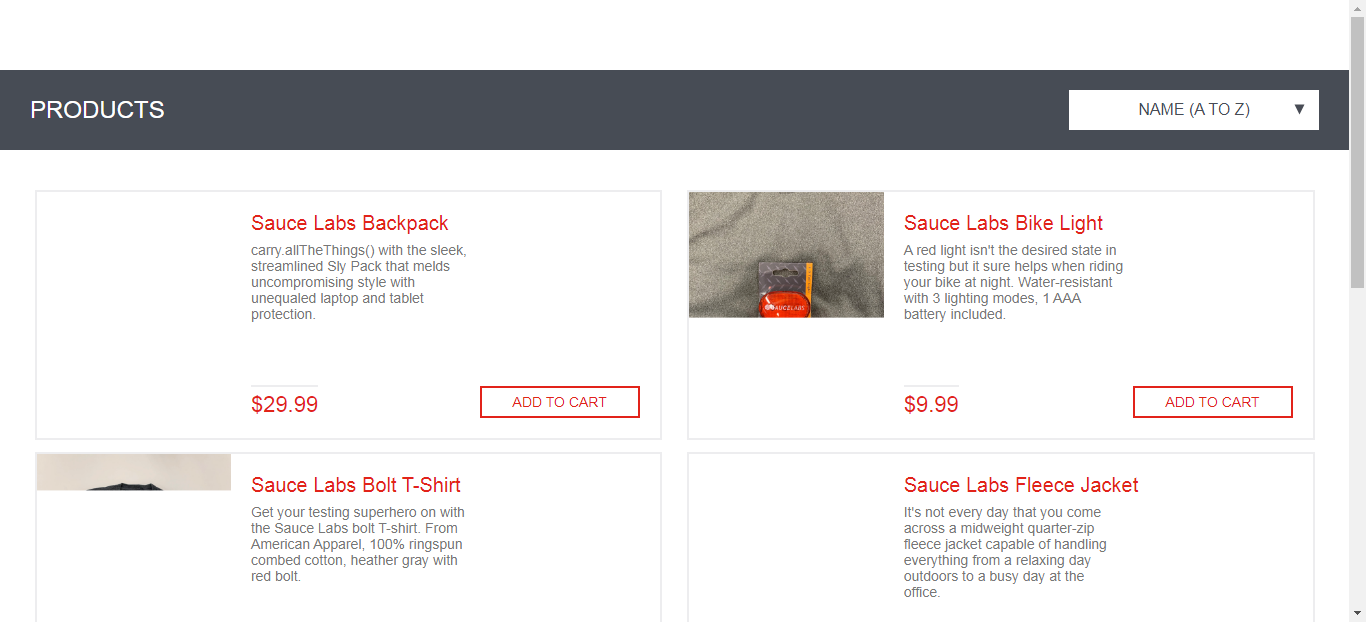 PRODUCTS
NAME (A TO Z) ▼
Sauce Labs Backpack
carry.allTheThings() with the sleek,
streamlined Sly Pack that melds
uncompromising style with
unequaled laptop and tablet
protection.
$29.99
ADD TO CART
Sauce Labs Bike Light
A red light isn't the desired state in
testing but it sure helps when riding
your bike at night. Water-resistant
with 3 lighting modes, 1 AAA
battery included.
$9.99
ADD TO CART
SAUCELABS
Sauce Labs Bolt T-Shirt
Get your testing superhero on with
the Sauce Labs bolt T-shirt. From
American Apparel, 100% ringspun
combed cotton, heather gray with
red bolt.
Sauce Labs Fleece Jacket
It's not every day that you come
across a midweight quarter-zip
fleece jacket capable of handling
everything from a relaxing day
outdoors to a busy day at the
office.